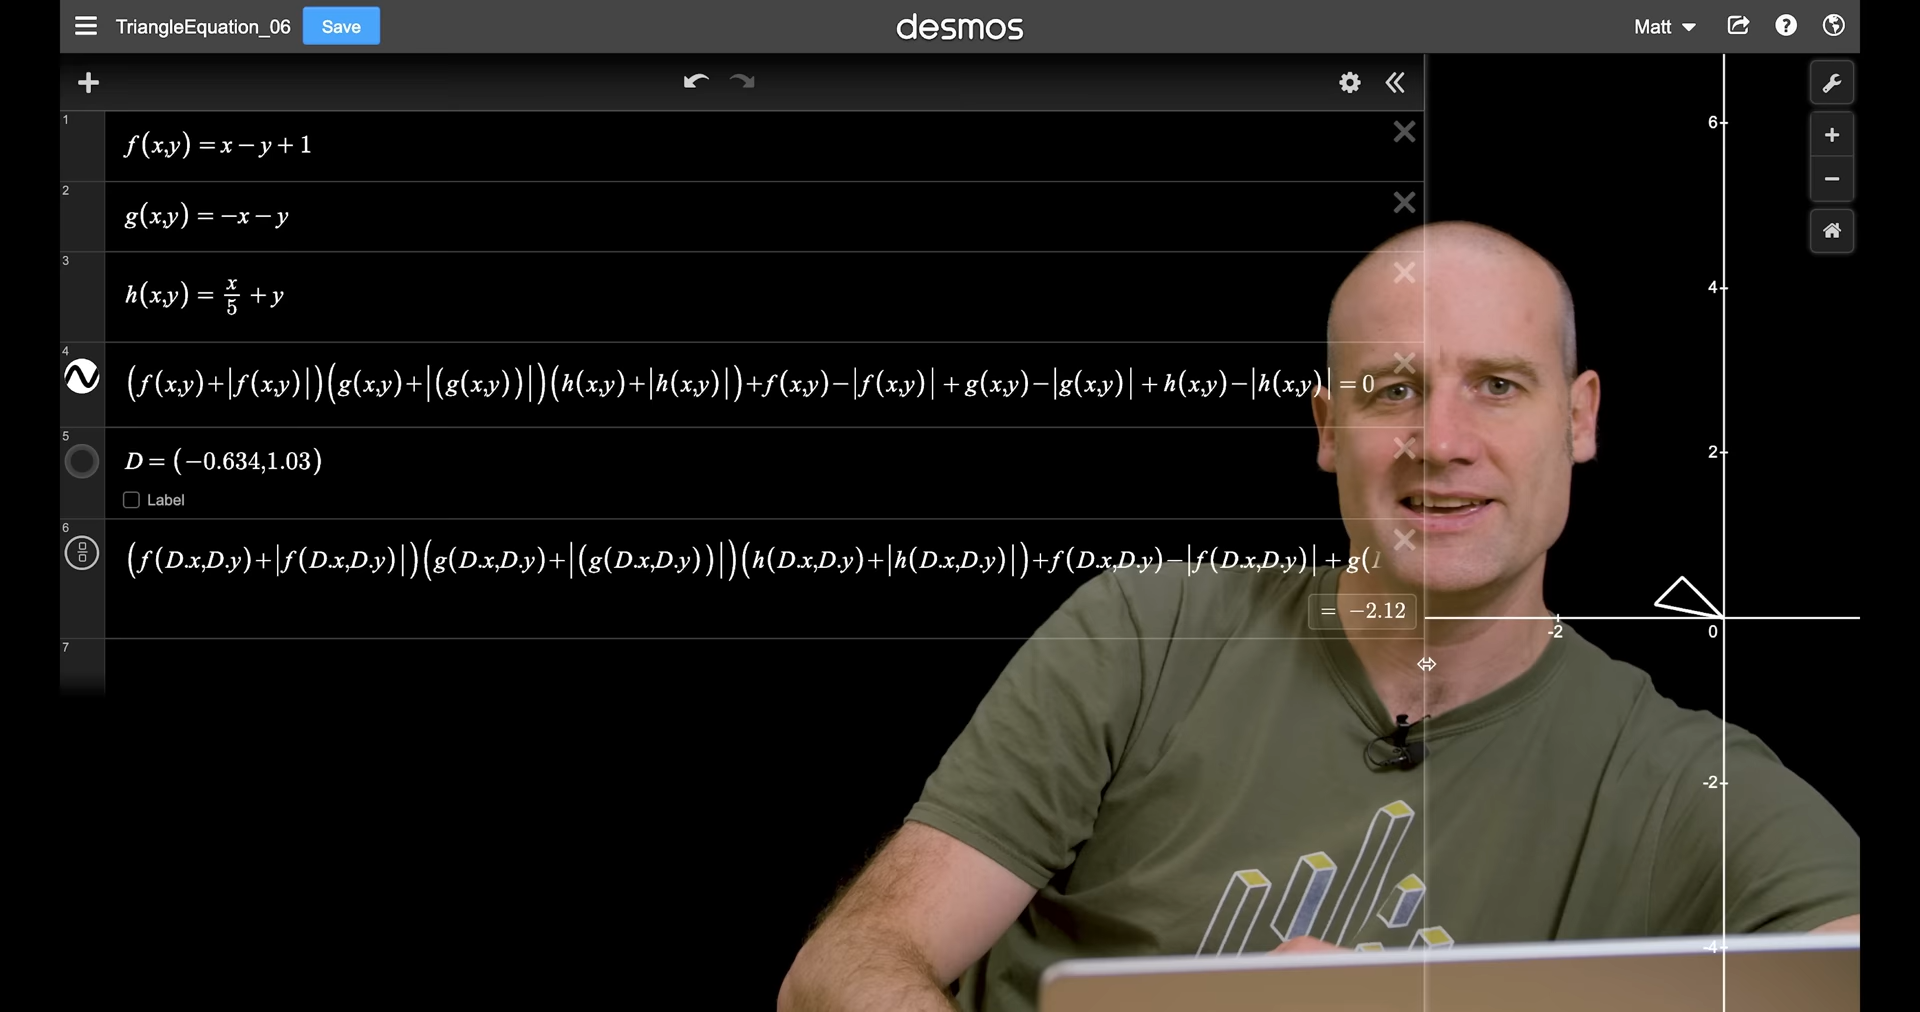 TriangleEquation_06 Save desmos Matt
1
f(x,y) = x − y + 1
2
g(x,y) = −x − y
3
h(x,y) = x/5 + y
4
(f(x,y)+|f(x,y)|)(g(x,y)+|(g(x,y))|)(h(x,y)+|h(x,y)|)+f(x,y)−|f(x,y)|+g(x,y)−|g(x,y)|+h(x,y)−|h(x,y)|=0
5
D = (−0.634,1.03)
Label
6
(f(D.x,D.y)+|f(D.x,D.y)|)(g(D.x,D.y)+|(g(D.x,D.y))|)(h(D.x,D.y)+|h(D.x,D.y)|)+f(D.x,D.y)−|f(D.x,D.y)|+g(
= −2.12
7
6
4
2
-2
0
-2
-4